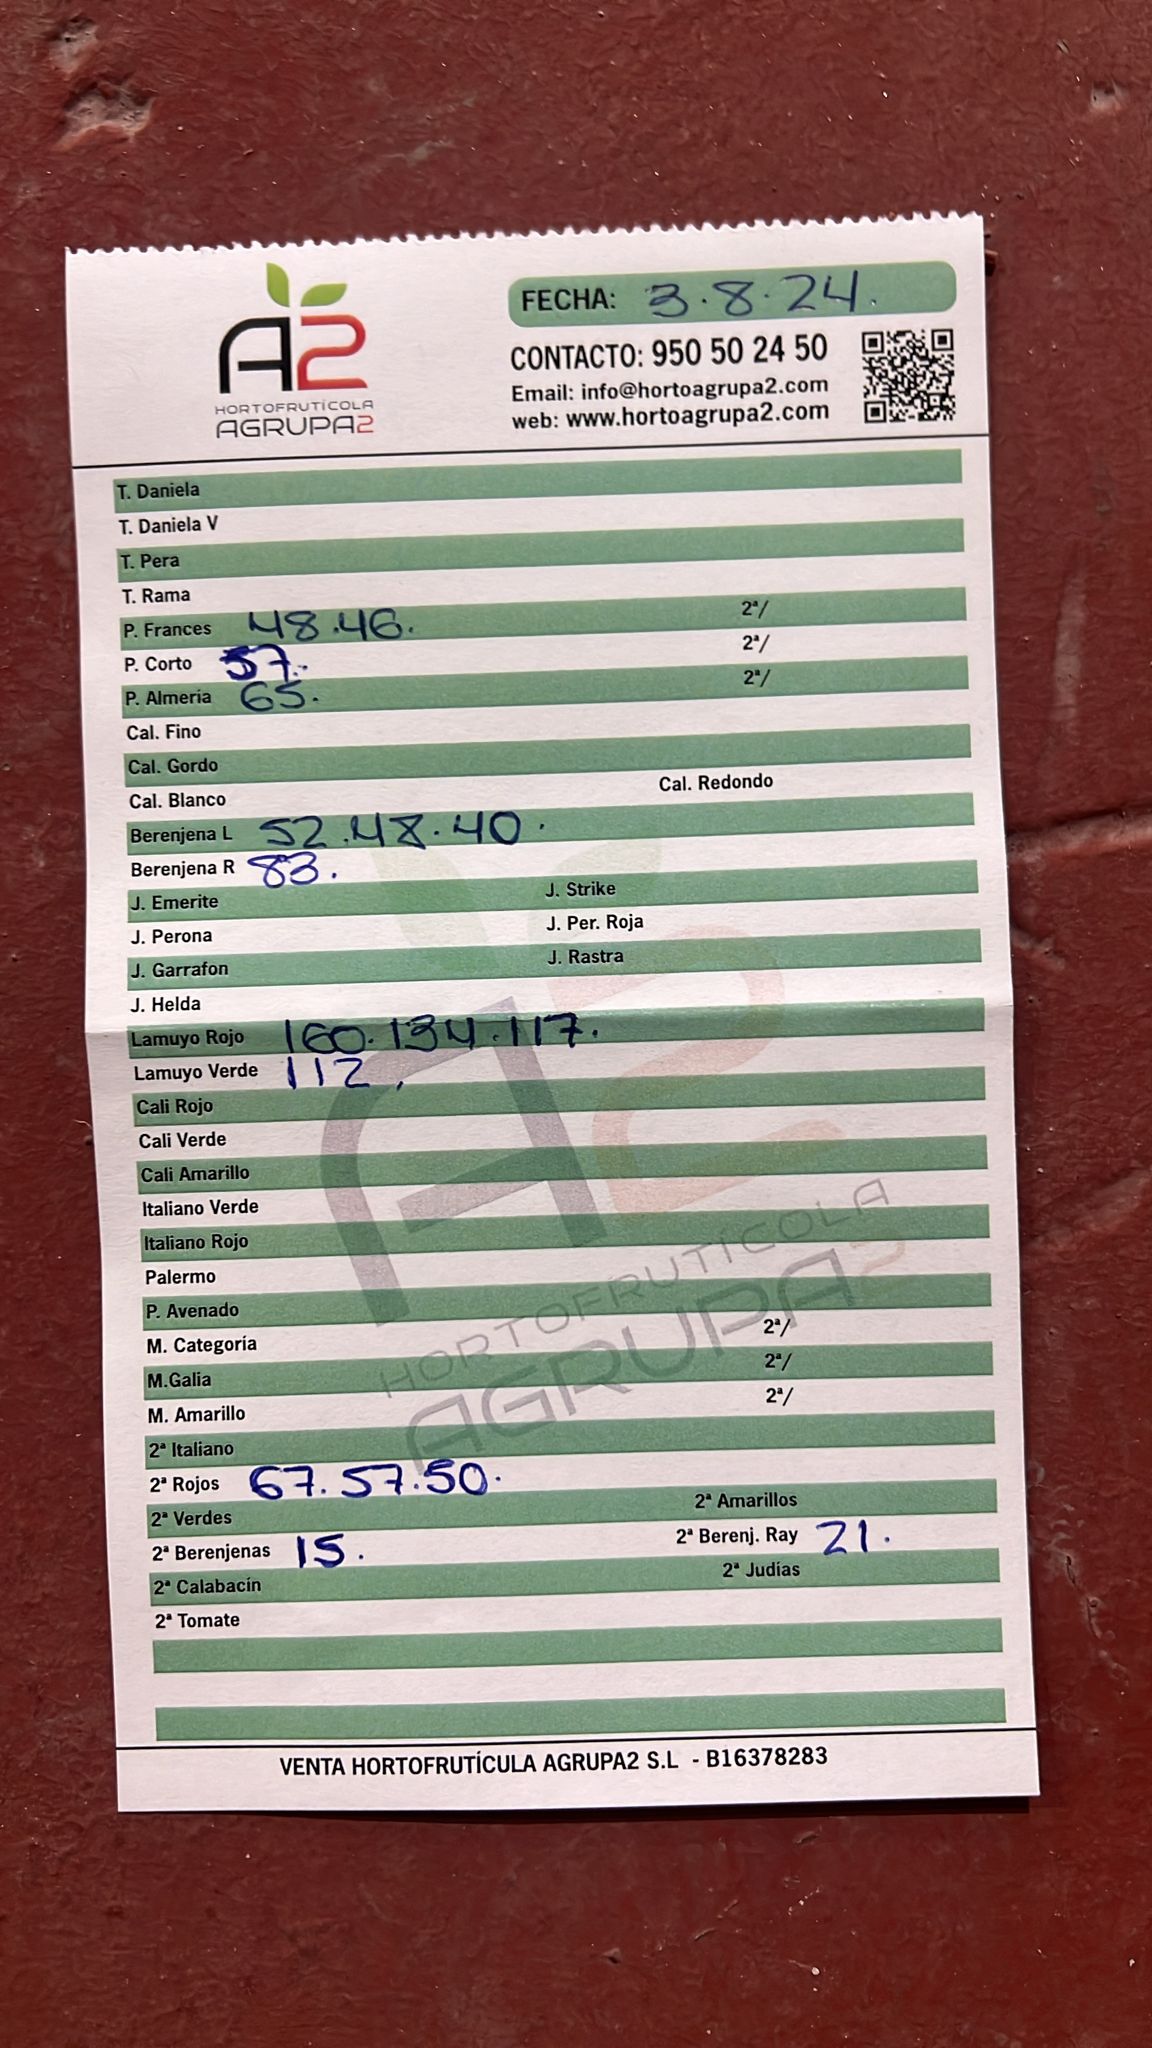 A2
HORTOFRUTÍCOLA
AGRUPA2
FECHA: 3.8.24.
CONTACTO: 950 50 24 50
Email: info@hortoagrupa2.com
web: www.hortoagrupa2.com
T. Daniela
T. Daniela V
T. Pera
T. Rama
P. Frances 48.46. 2ª/
P. Corto 57. 2ª/
P. Almería 65. 2ª/
Cal. Fino
Cal. Gordo
Cal. Blanco Cal. Redondo
Berenjena L 52.48.40.
Berenjena R 83.
J. Emerite J. Strike
J. Perona J. Per. Roja
J. Garrafon J. Rastra
J. Helda
Lamuyo Rojo 160.134.117.
Lamuyo Verde 112.
Cali Rojo
Cali Verde
Cali Amarillo
Italiano Verde
Italiano Rojo
Palermo
P. Avenado
M. Categoría 2ª/
M.Galia 2ª/
M. Amarillo 2ª/
2ª Italiano
2ª Rojos 67.57.50.
2ª Verdes 2ª Amarillos
2ª Berenjenas 15. 2ª Berenj. Ray 21.
2ª Calabacín 2ª Judías
2ª Tomate
A2
HORTOFRUTICOLA
AGRUPA2
VENTA HORTOFRUTÍCULA AGRUPA2 S.L - B16378283